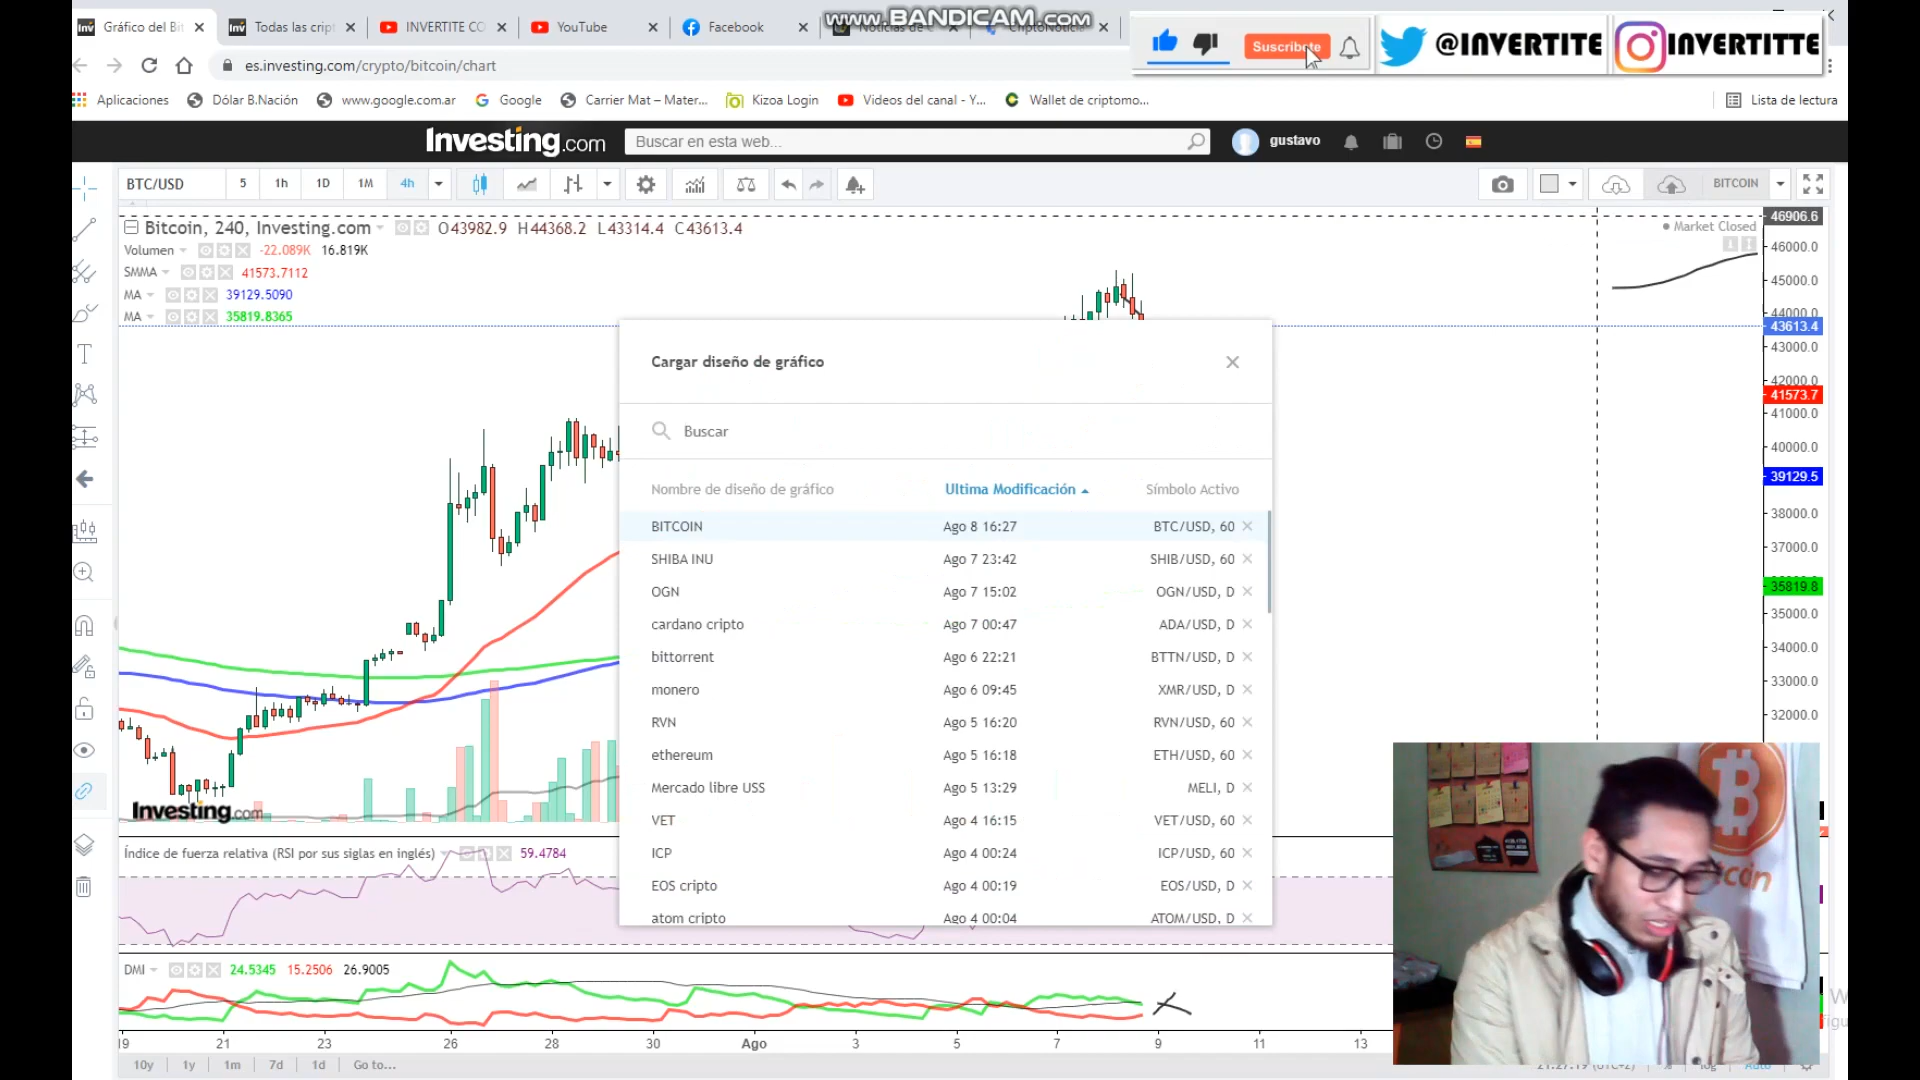 www.BANDICAM.com
Gráfico del Bit
Todas las cript
INVERTITE CO
YouTube
Facebook
Noticias de C
CriptoNotici
Suscribete
@INVERTITE
INVERTITTE
es.investing.com/crypto/bitcoin/chart
Aplicaciones
Dólar B.Nación
www.google.com.ar
Google
Carrier Mat – Mater...
Kizoa Login
Videos del canal - Y...
Wallet de criptomo...
Lista de lectura
Investing.com
Buscar en esta web...
gustavo
BTC/USD 5 1h 1D 1M 4h
BITCOIN
Bitcoin, 240, Investing.com O43982.9 H44368.2 L43314.4 C43613.4
Market Closed
Volumen -22.089K 16.819K
SMMA 41573.7112
MA 39129.5090
MA 35819.8365
46906.6
46000.0
45000.0
44000.0
43613.4
43000.0
42000.0
41573.7
41000.0
40000.0
39129.5
38000.0
37000.0
35819.8
35000.0
34000.0
33000.0
32000.0
Cargar diseño de gráfico
Buscar
Nombre de diseño de gráfico Ultima Modificación Símbolo Activo
BITCOIN Ago 8 16:27 BTC/USD, 60
SHIBA INU Ago 7 23:42 SHIB/USD, 60
OGN Ago 7 15:02 OGN/USD, D
cardano cripto Ago 7 00:47 ADA/USD, D
bittorrent Ago 6 22:21 BTTN/USD, D
monero Ago 6 09:45 XMR/USD, D
RVN Ago 5 16:20 RVN/USD, 60
ethereum Ago 5 16:18 ETH/USD, 60
Mercado libre USS Ago 5 13:29 MELI, D
VET Ago 4 16:15 VET/USD, 60
ICP Ago 4 00:24 ICP/USD, 60
EOS cripto Ago 4 00:19 EOS/USD, D
atom cripto Ago 4 00:04 ATOM/USD, D
Investing.com
Índice de fuerza relativa (RSI por sus siglas en inglés) 59.4784
DMI 24.5345 15.2506 26.9005
19 21 23 26 28 30 Ago 3 5 7 9 11 13
10y 1y 1m 7d 1d Go to...